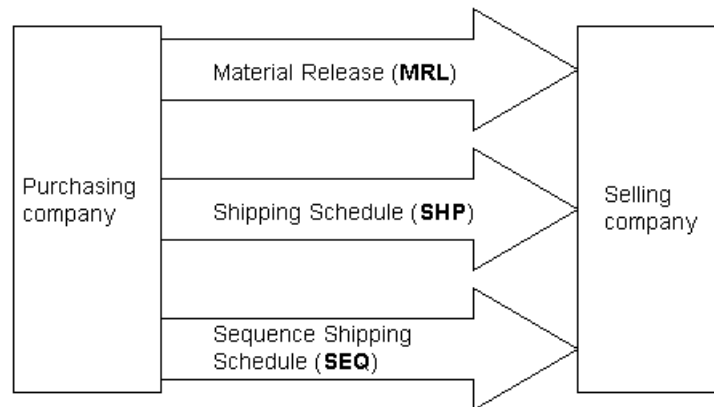 Material Release (MRL)
Purchasing
company
Shipping Schedule (SHP)
Selling
company
Sequence Shipping
Schedule (SEQ)